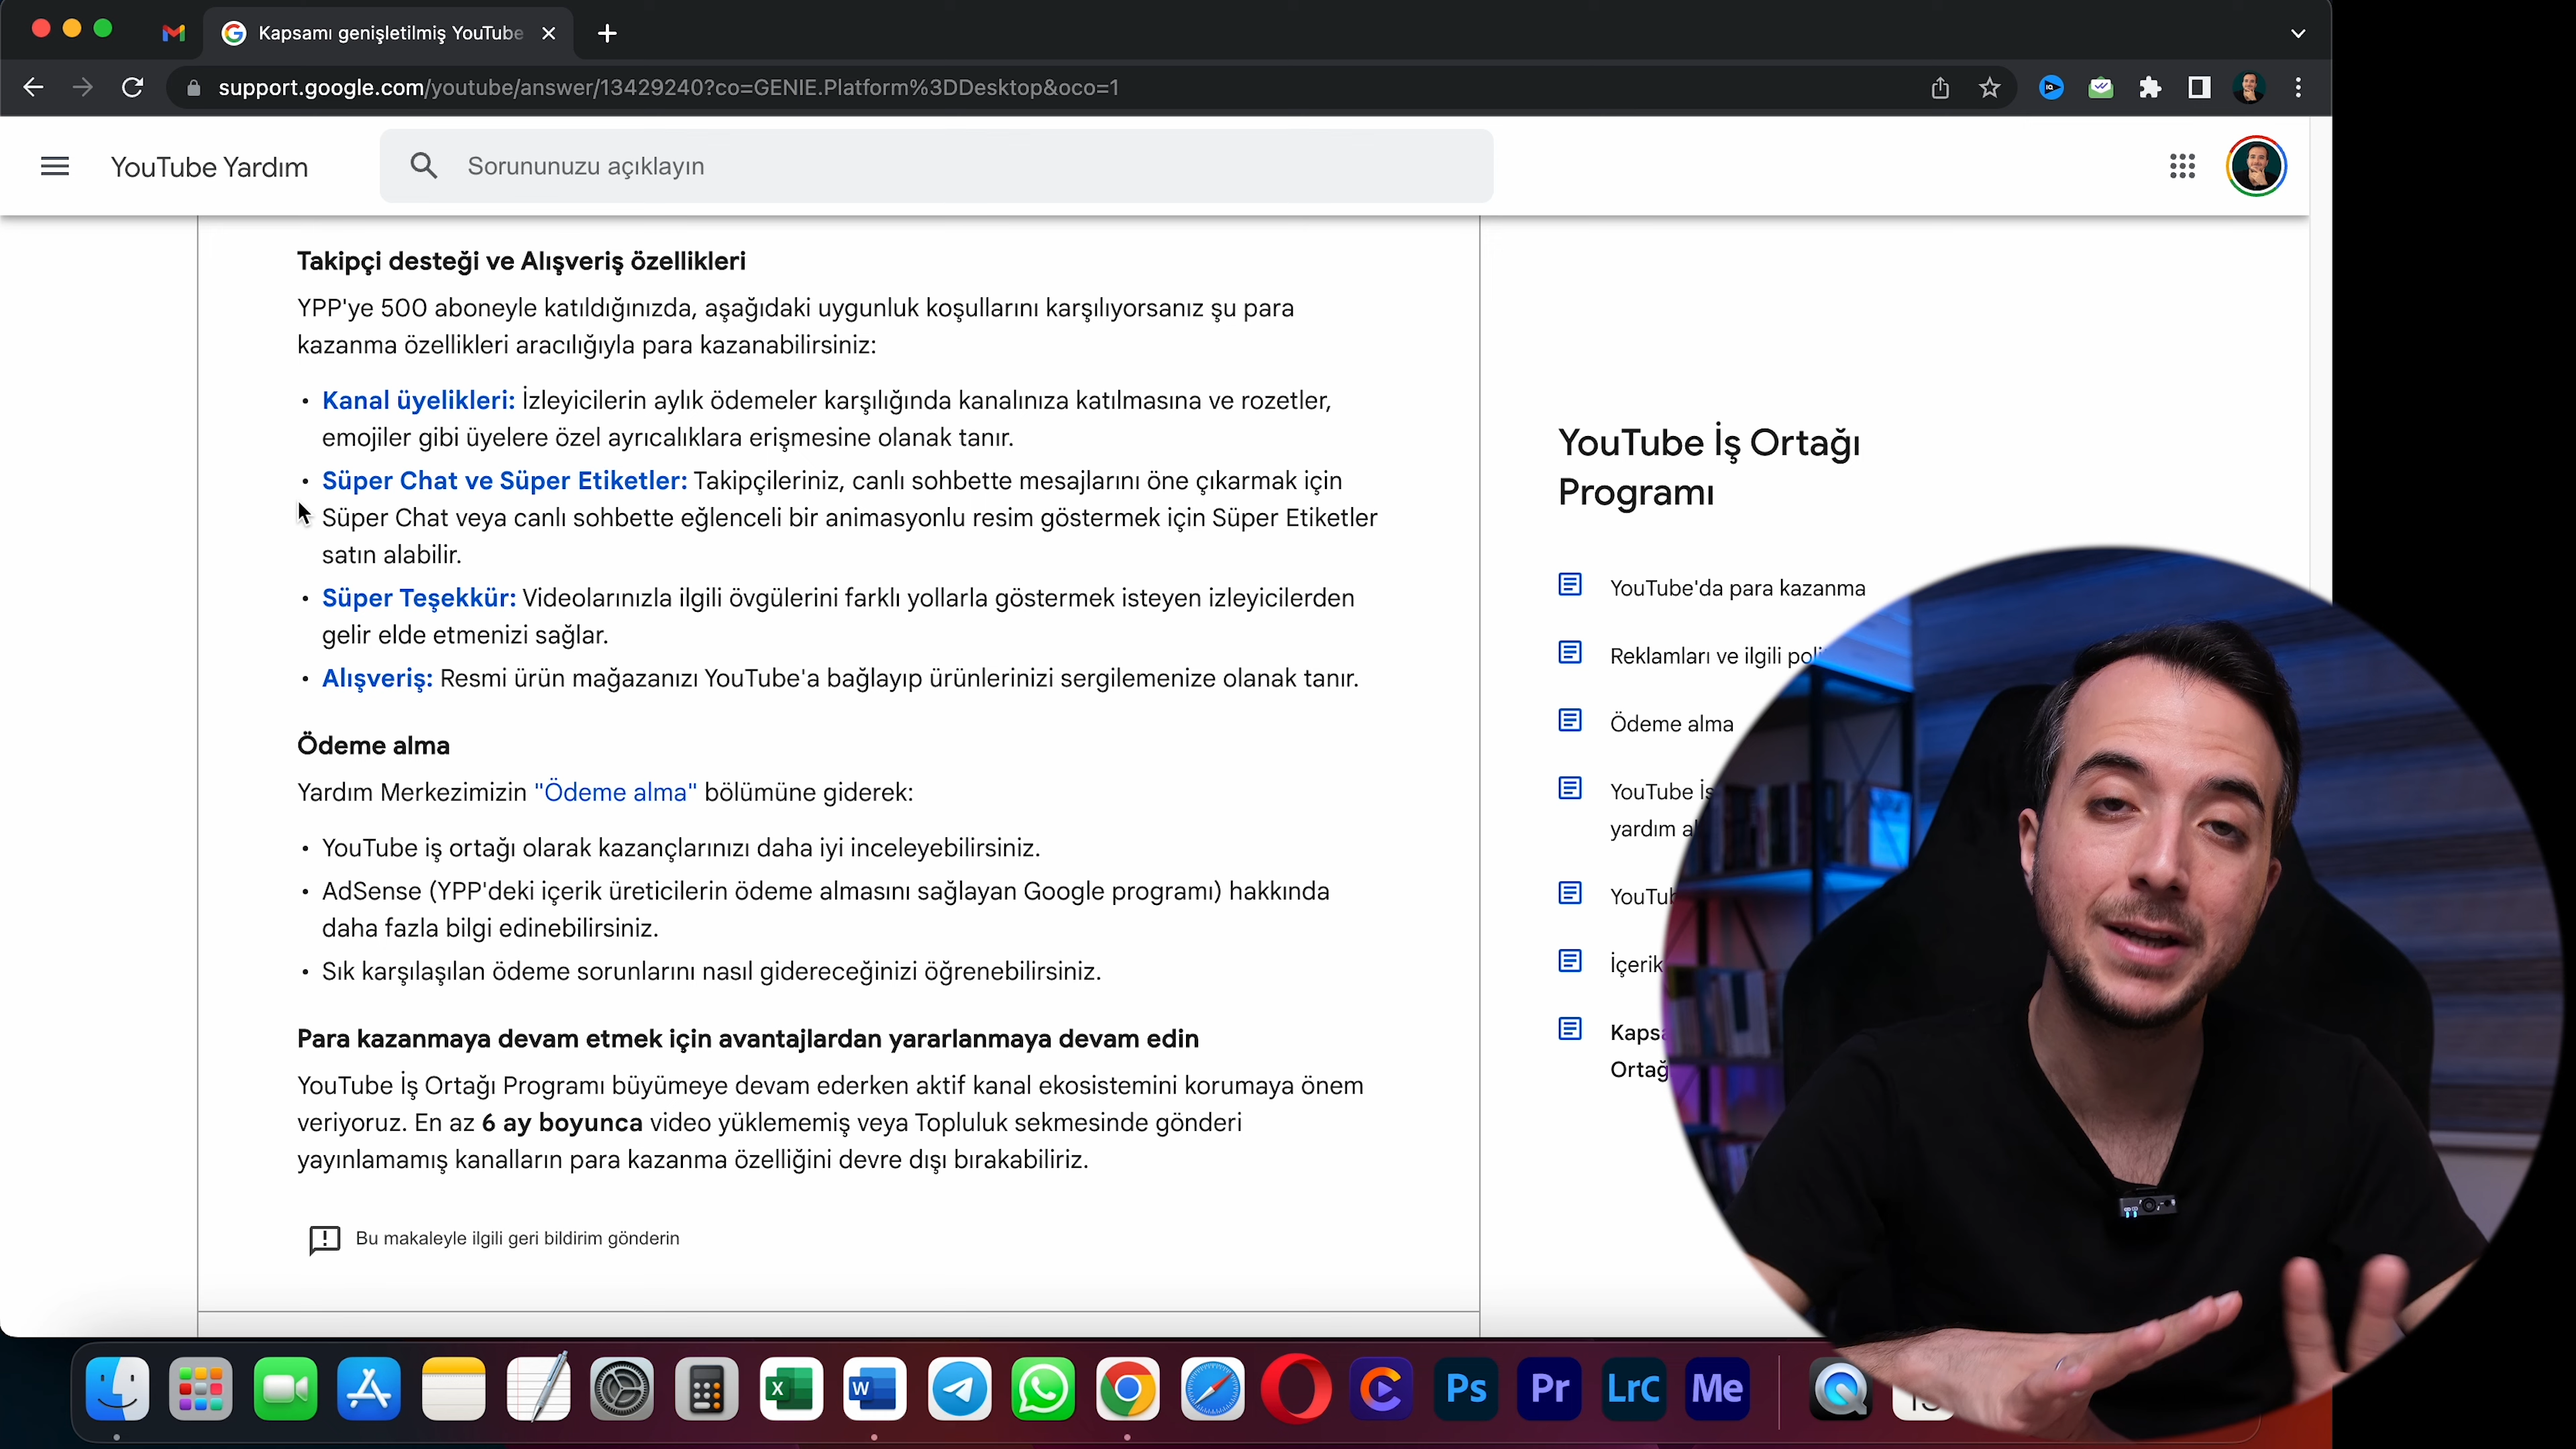 Kapsamı genişletilmiş YouTube
support.google.com/youtube/answer/13429240?co=GENIE.Platform%3DDesktop&oco=1
YouTube Yardım
Sorununuzu açıklayın
Takipçi desteği ve Alışveriş özellikleri
YPP'ye 500 aboneyle katıldığınızda, aşağıdaki uygunluk koşullarını karşılıyorsanız şu para
kazanma özellikleri aracılığıyla para kazanabilirsiniz:
• Kanal üyelikleri: İzleyicilerin aylık ödemeler karşılığında kanalınıza katılmasına ve rozetler,
emojiler gibi üyelere özel ayrıcalıklara erişmesine olanak tanır.
• Süper Chat ve Süper Etiketler: Takipçileriniz, canlı sohbette mesajlarını öne çıkarmak için
Süper Chat veya canlı sohbette eğlenceli bir animasyonlu resim göstermek için Süper Etiketler
satın alabilir.
• Süper Teşekkür: Videolarınızla ilgili övgülerini farklı yollarla göstermek isteyen izleyicilerden
gelir elde etmenizi sağlar.
• Alışveriş: Resmi ürün mağazanızı YouTube'a bağlayıp ürünlerinizi sergilemenize olanak tanır.
Ödeme alma
Yardım Merkezimizin "Ödeme alma" bölümüne giderek:
• YouTube iş ortağı olarak kazançlarınızı daha iyi inceleyebilirsiniz.
• AdSense (YPP'deki içerik üreticilerin ödeme almasını sağlayan Google programı) hakkında
daha fazla bilgi edinebilirsiniz.
• Sık karşılaşılan ödeme sorunlarını nasıl gidereceğinizi öğrenebilirsiniz.
Para kazanmaya devam etmek için avantajlardan yararlanmaya devam edin
YouTube İş Ortağı Programı büyümeye devam ederken aktif kanal ekosistemini korumaya önem
veriyoruz. En az 6 ay boyunca video yüklememiş veya Topluluk sekmesinde gönderi
yayınlamamış kanalların para kazanma özelliğini devre dışı bırakabiliriz.
Bu makaleyle ilgili geri bildirim gönderin
YouTube İş Ortağı
Programı
YouTube'da para kazanma
Reklamları ve ilgili
Ödeme alma
YouTube İş
yardım
İçerik
X
W
Ps
Pr
LrC
Me